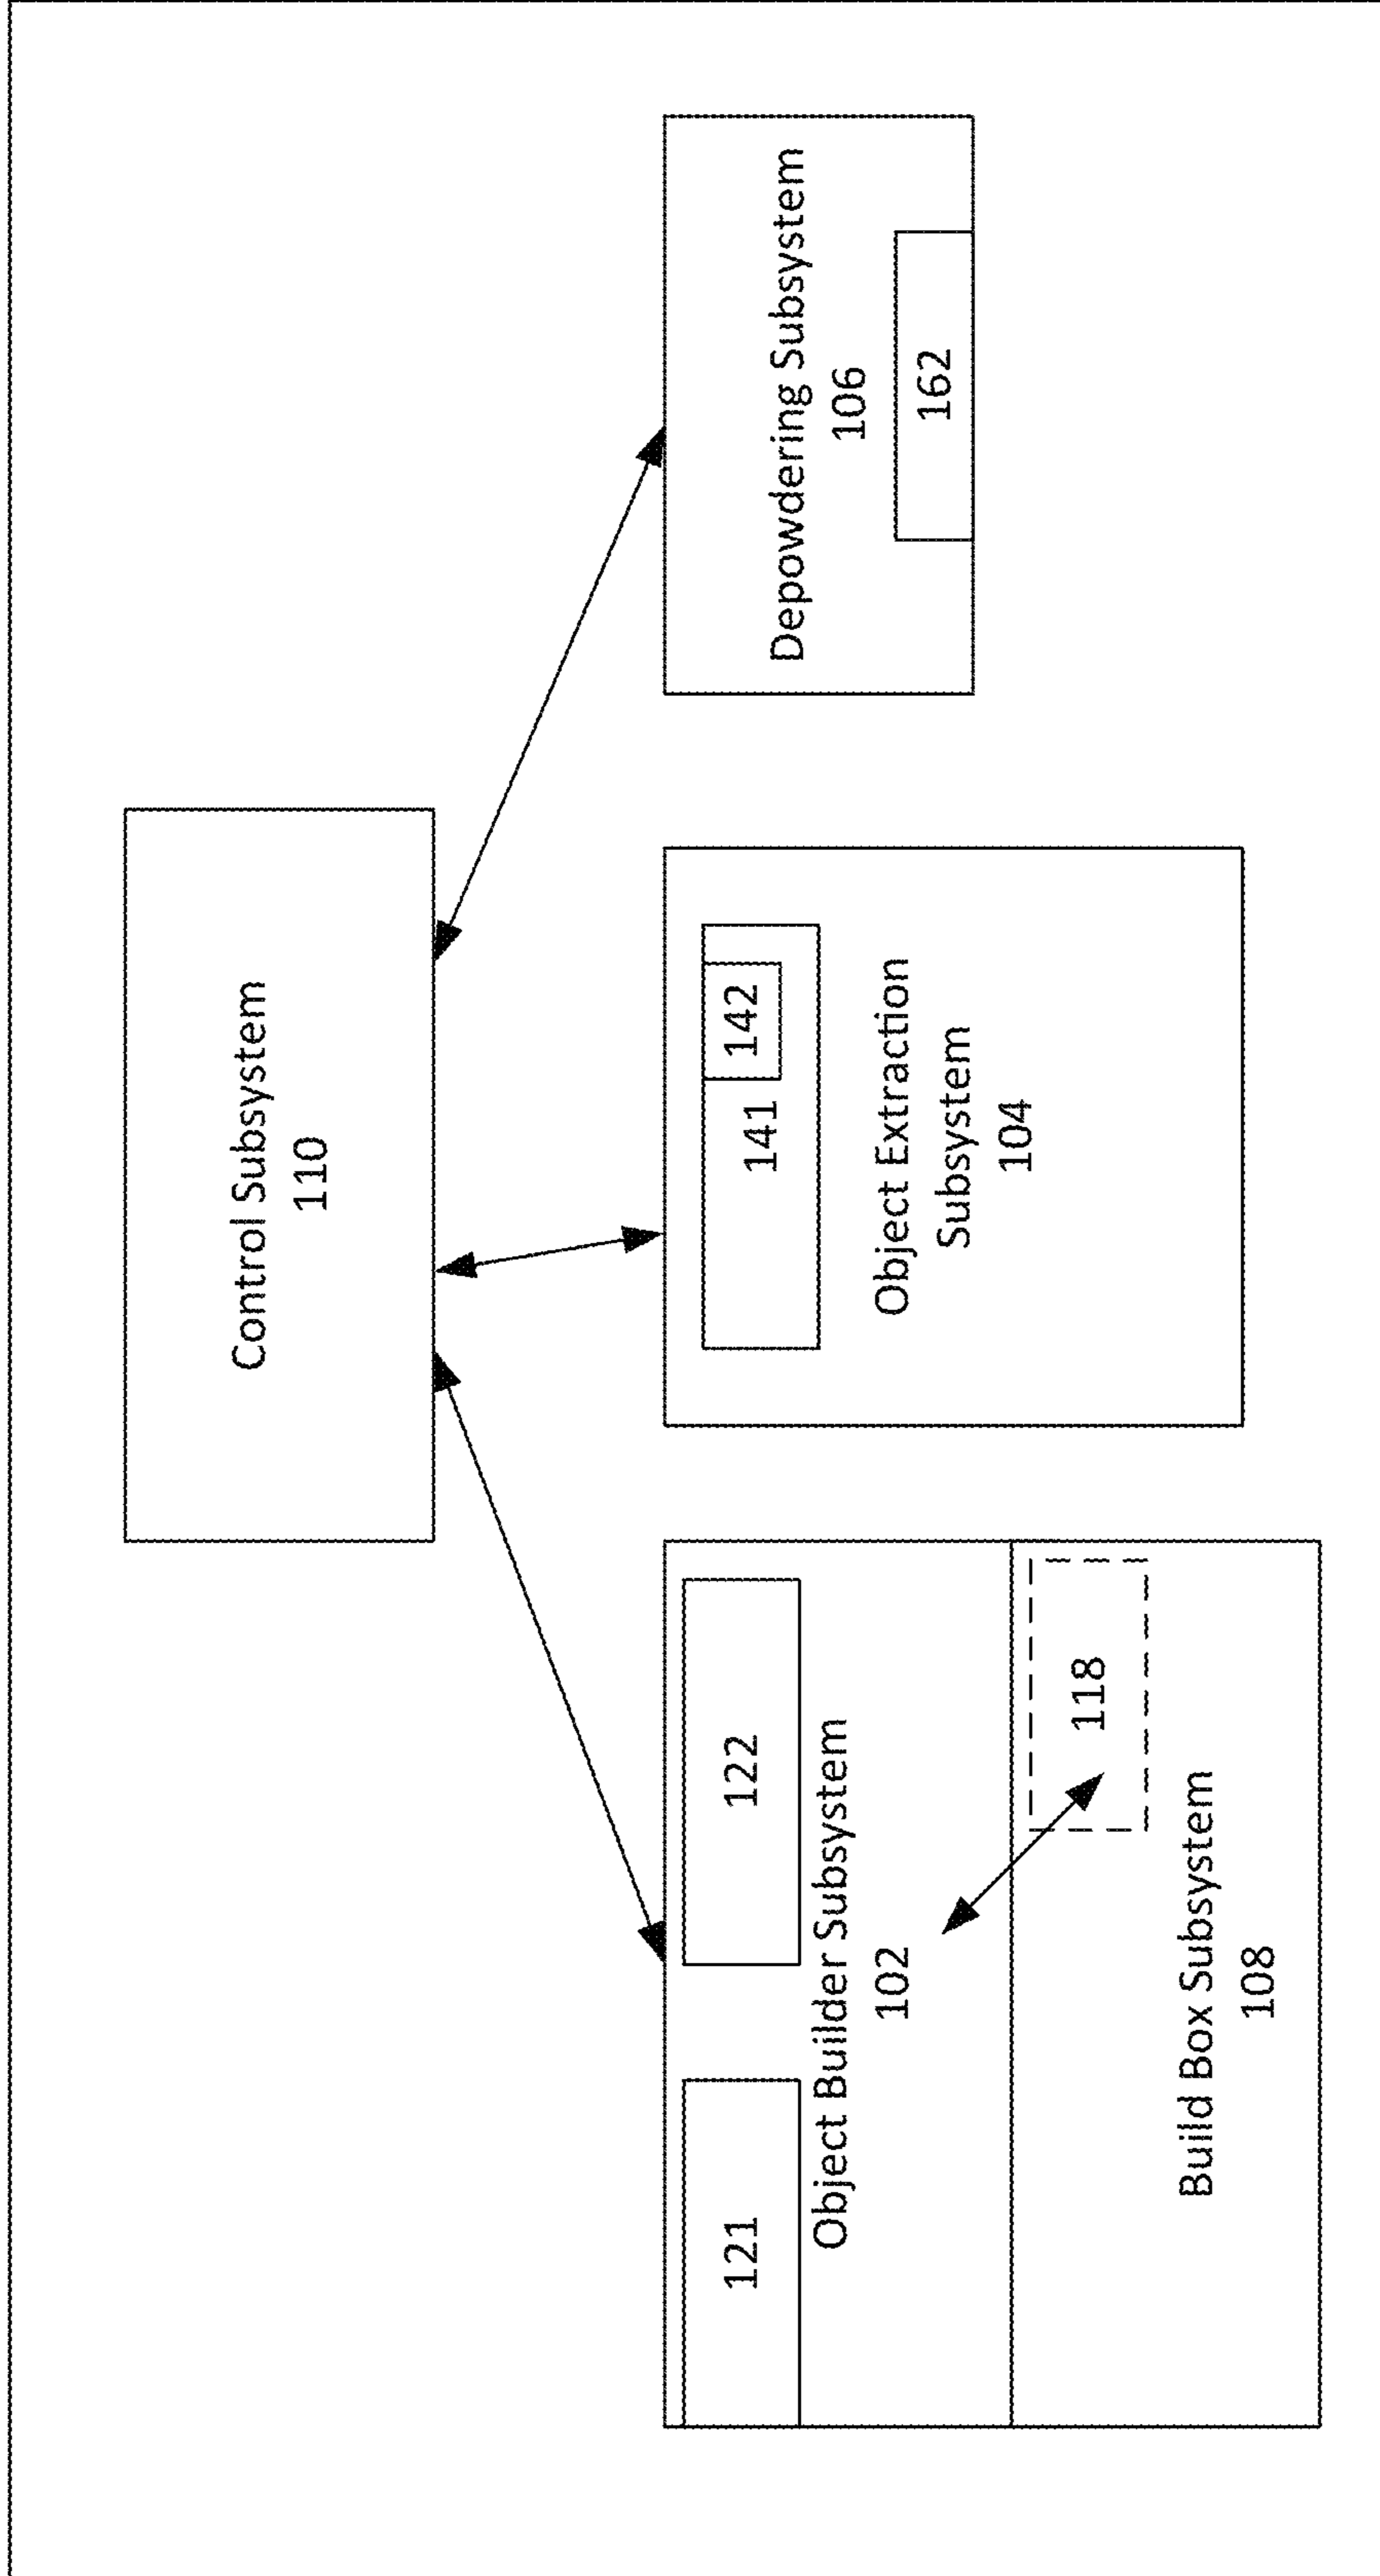 Control Subsystem
110
121
122
Object Builder Subsystem
102
118
Build Box Subsystem
108
142
141
Object Extraction
Subsystem
104
Depowdering Subsystem
106
162